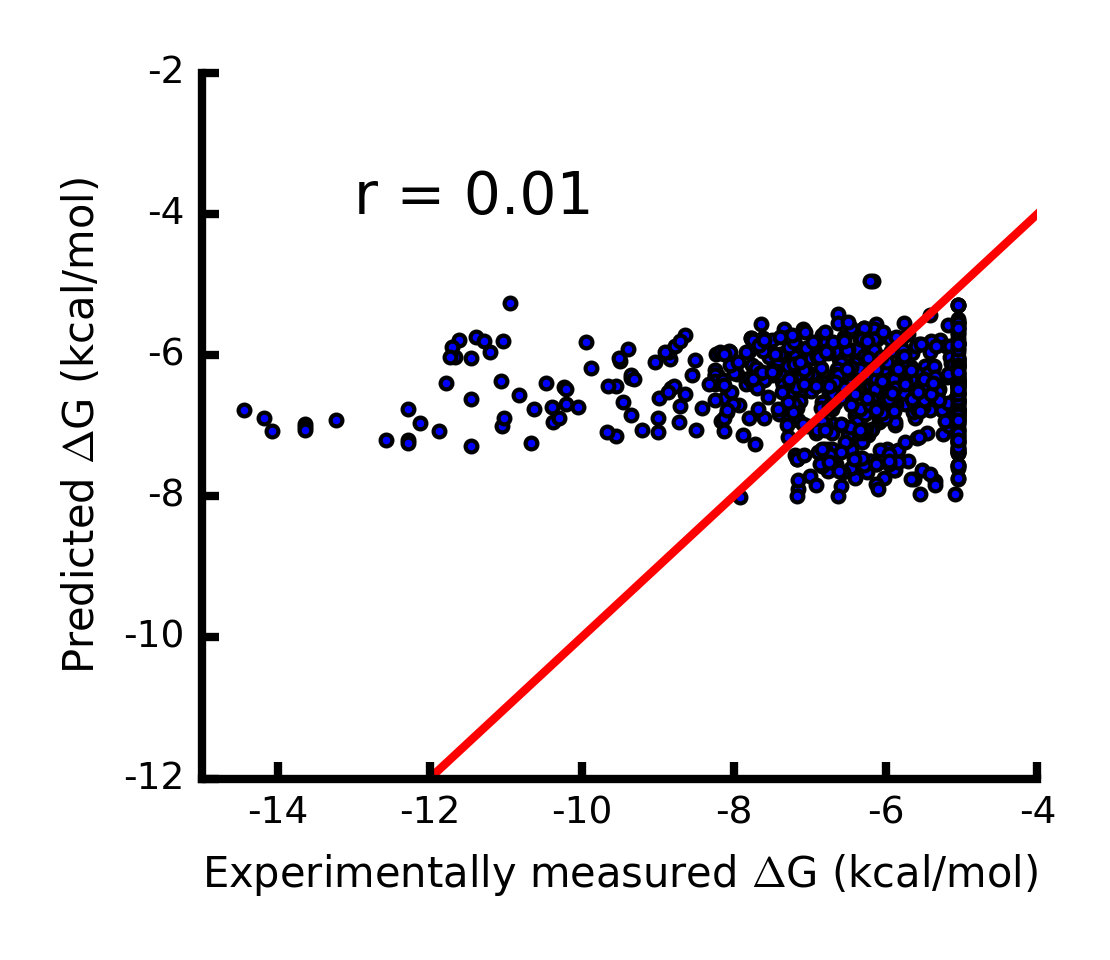 -2
-4
-6
-8
-10
-12
Predicted ΔG (kcal/mol)
r = 0.01
-14 -12 -10 -8 -6 -4
Experimentally measured ΔG (kcal/mol)